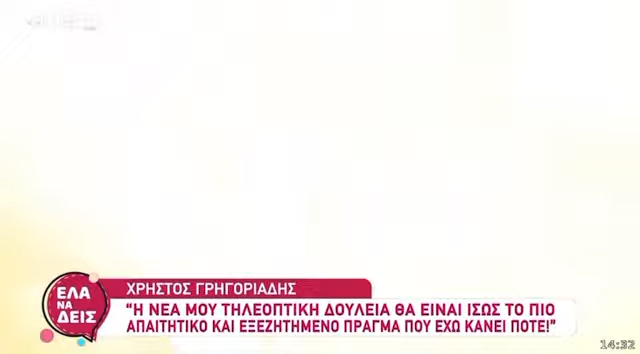 ΧΡΗΣΤΟΣ ΓΡΗΓΟΡΙΑΔΗΣ
ΕΛΑ
ΝΑ
ΔΕΙΣ
“Η ΝΕΑ ΜΟΥ ΤΗΛΕΟΠΤΙΚΗ ΔΟΥΛΕΙΑ ΘΑ ΕΙΝΑΙ ΙΣΩΣ ΤΟ ΠΙΟ
ΑΠΑΙΤΗΤΙΚΟ ΚΑΙ ΕΞΕΖΗΤΗΜΕΝΟ ΠΡΑΓΜΑ ΠΟΥ ΕΧΩ ΚΑΝΕΙ ΠΟΤΕ!”
14:32